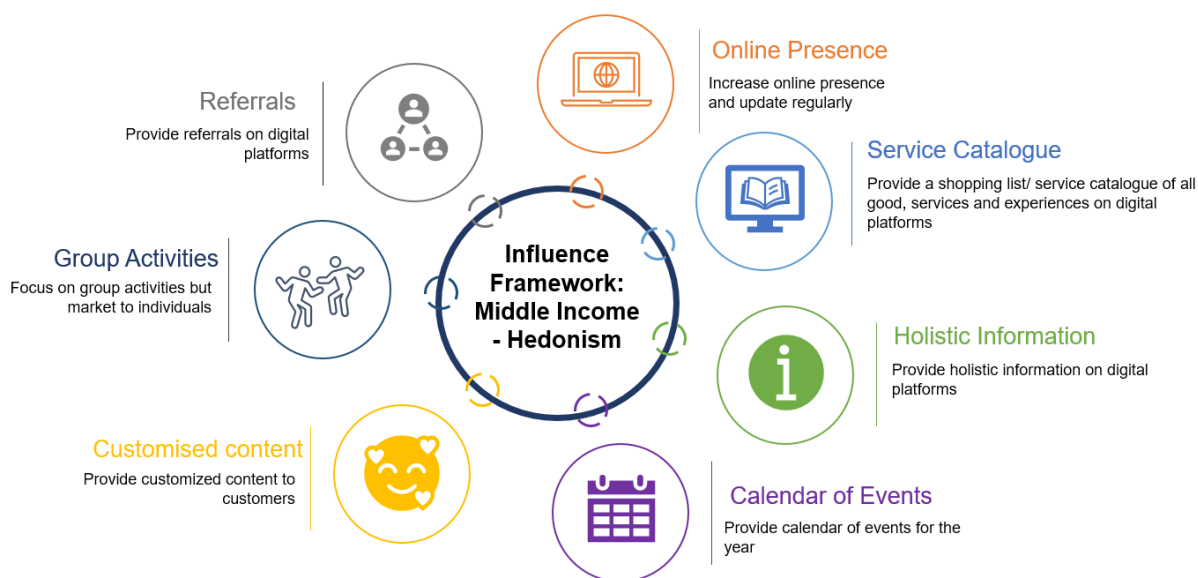 Influence
Framework:
Middle Income
- Hedonism
Online Presence
Increase online presence
and update regularly
Service Catalogue
Provide a shopping list/ service catalogue of all
good, services and experiences on digital
platforms
Holistic Information
Provide holistic information on digital
platforms
Calendar of Events
Provide calendar of events for the
year
Customised content
Provide customized content to
customers
Group Activities
Focus on group activities but
market to individuals
Referrals
Provide referrals on digital
platforms